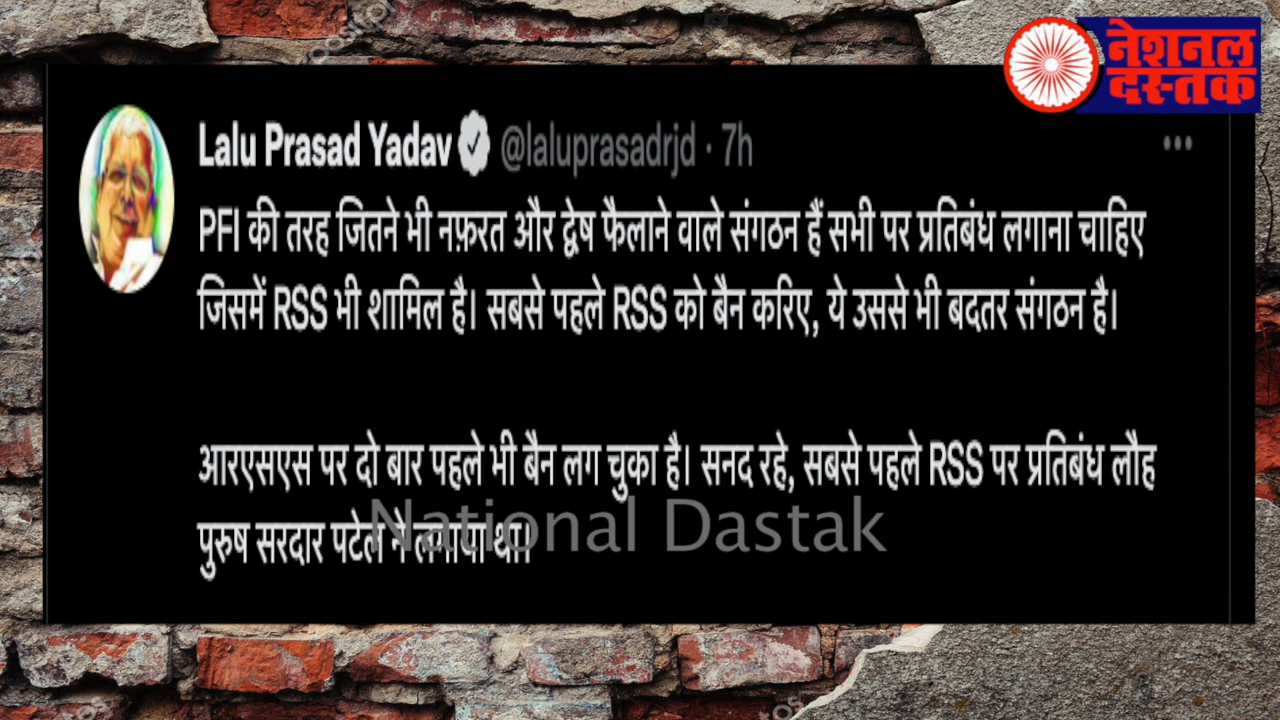 नेशनल
दस्तक
Lalu Prasad Yadav @laluprasadrjd · 7h
PFI की तरह जितने भी नफ़रत और द्वेष फैलाने वाले संगठन हैं सभी पर प्रतिबंध लगाना चाहिए
जिसमें RSS भी शामिल है। सबसे पहले RSS को बैन करिए, ये उससे भी बदतर संगठन है।
आरएसएस पर दो बार पहले भी बैन लग चुका है। सनद रहे, सबसे पहले RSS पर प्रतिबंध लौह
पुरुष सरदार पटेल ने लगाया था।
National Dastak